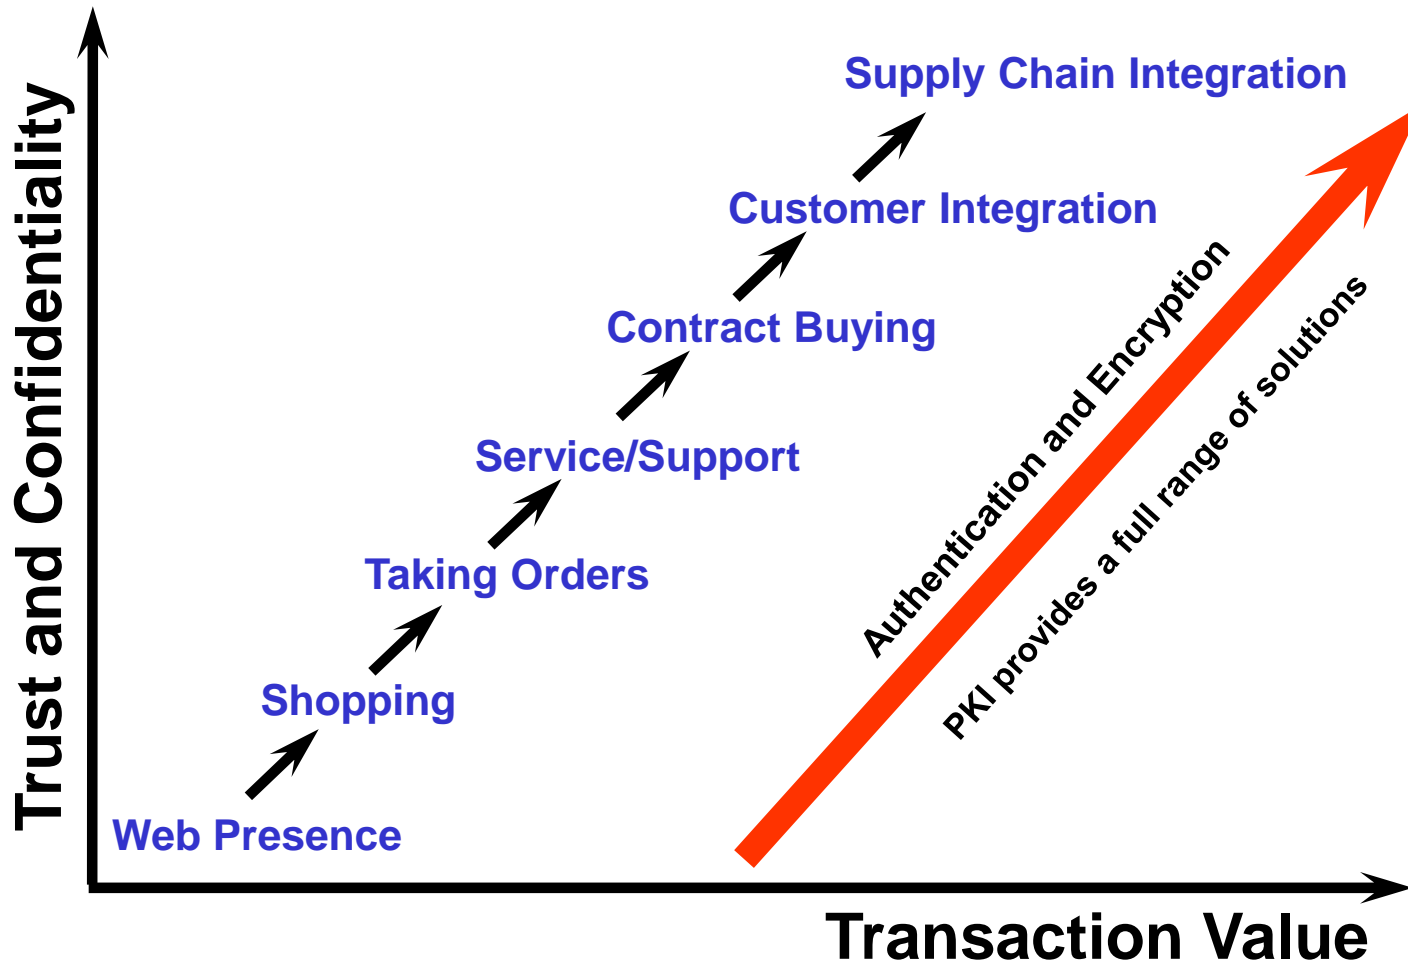 Trust and Confidentiality
Supply Chain Integration
Customer Integration
Contract Buying
Service/Support
Taking Orders
Shopping
Web Presence
Authentication and Encryption
PKI provides a full range of solutions
Transaction Value